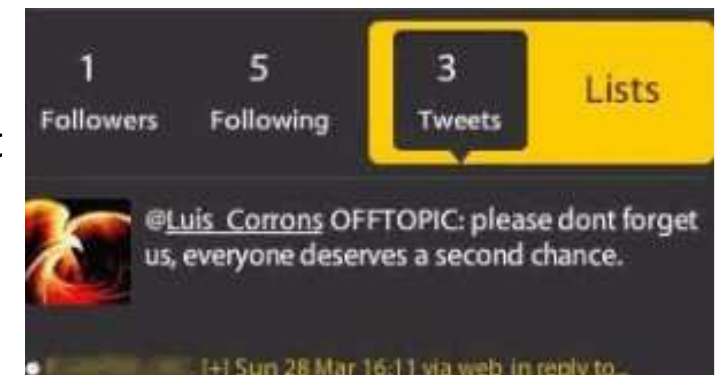 1 5 3 Lists
Followers Following Tweets
@Luis_Corrons OFFTOPIC: please dont forget
us, everyone deserves a second chance.
[+] Sun 28 Mar 16:11 via web in reply to...